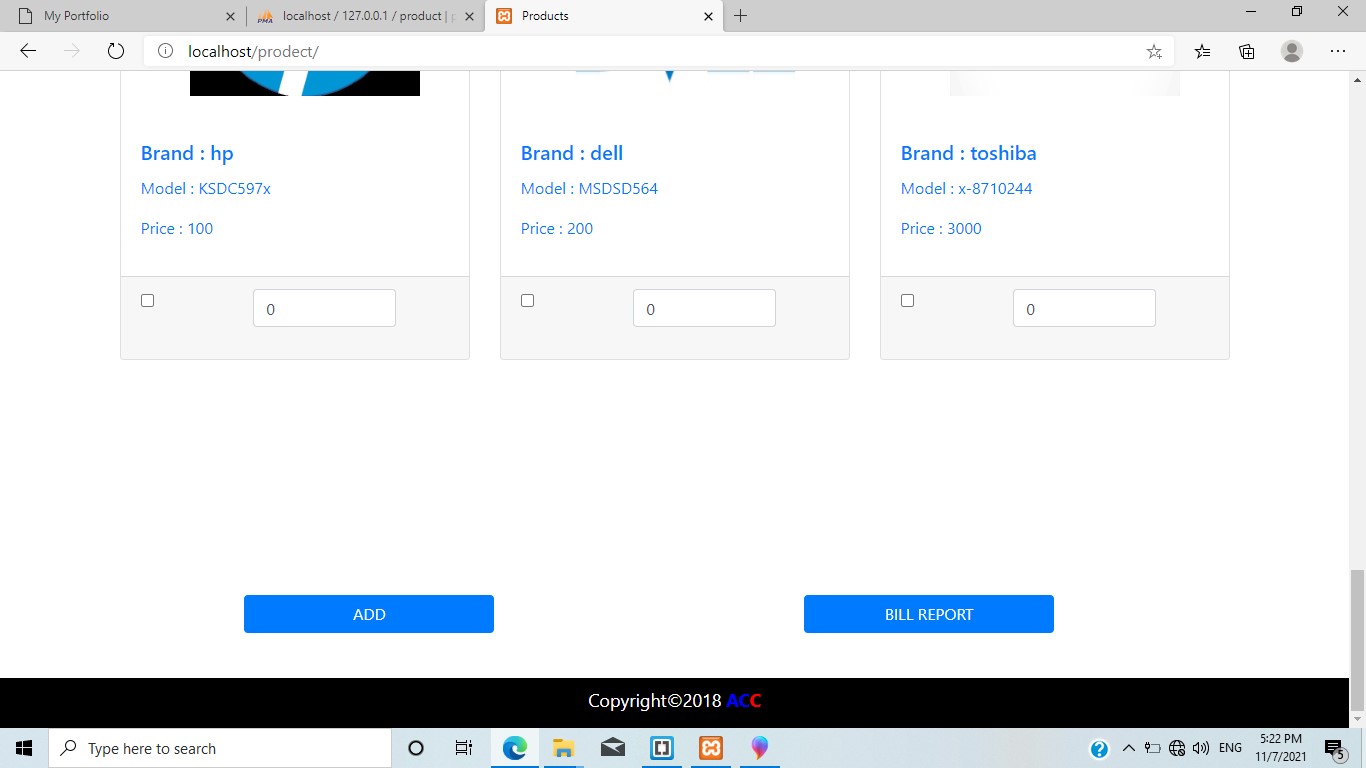 My Portfolio
localhost / 127.0.0.1 / product | p
Products
localhost/prodect/
Brand : hp
Model : KSDC597x
Price : 100
0
Brand : dell
Model : MSDSD564
Price : 200
0
Brand : toshiba
Model : x-8710244
Price : 3000
0
ADD
BILL REPORT
Copyright©2018 ACC
Type here to search
ENG
5:22 PM
11/7/2021
5